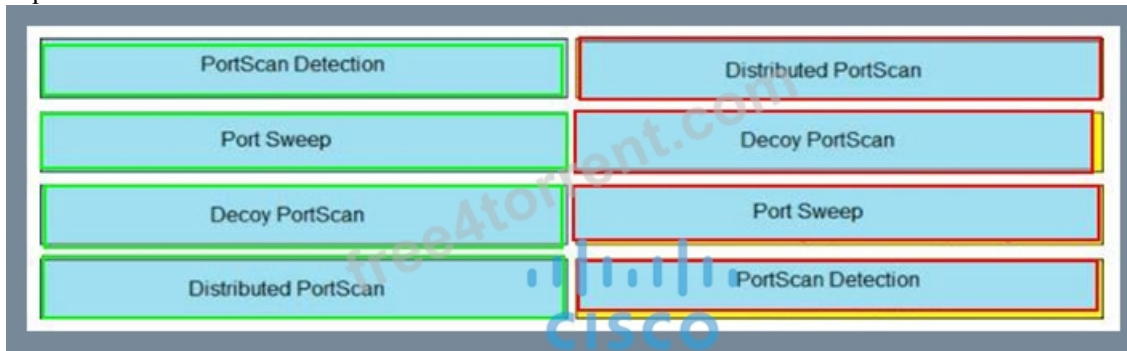 PortScan Detection
Distributed PortScan
Port Sweep
Decoy PortScan
Decoy PortScan
Port Sweep
Distributed PortScan
PortScan Detection
free4torrent.com
CISCO